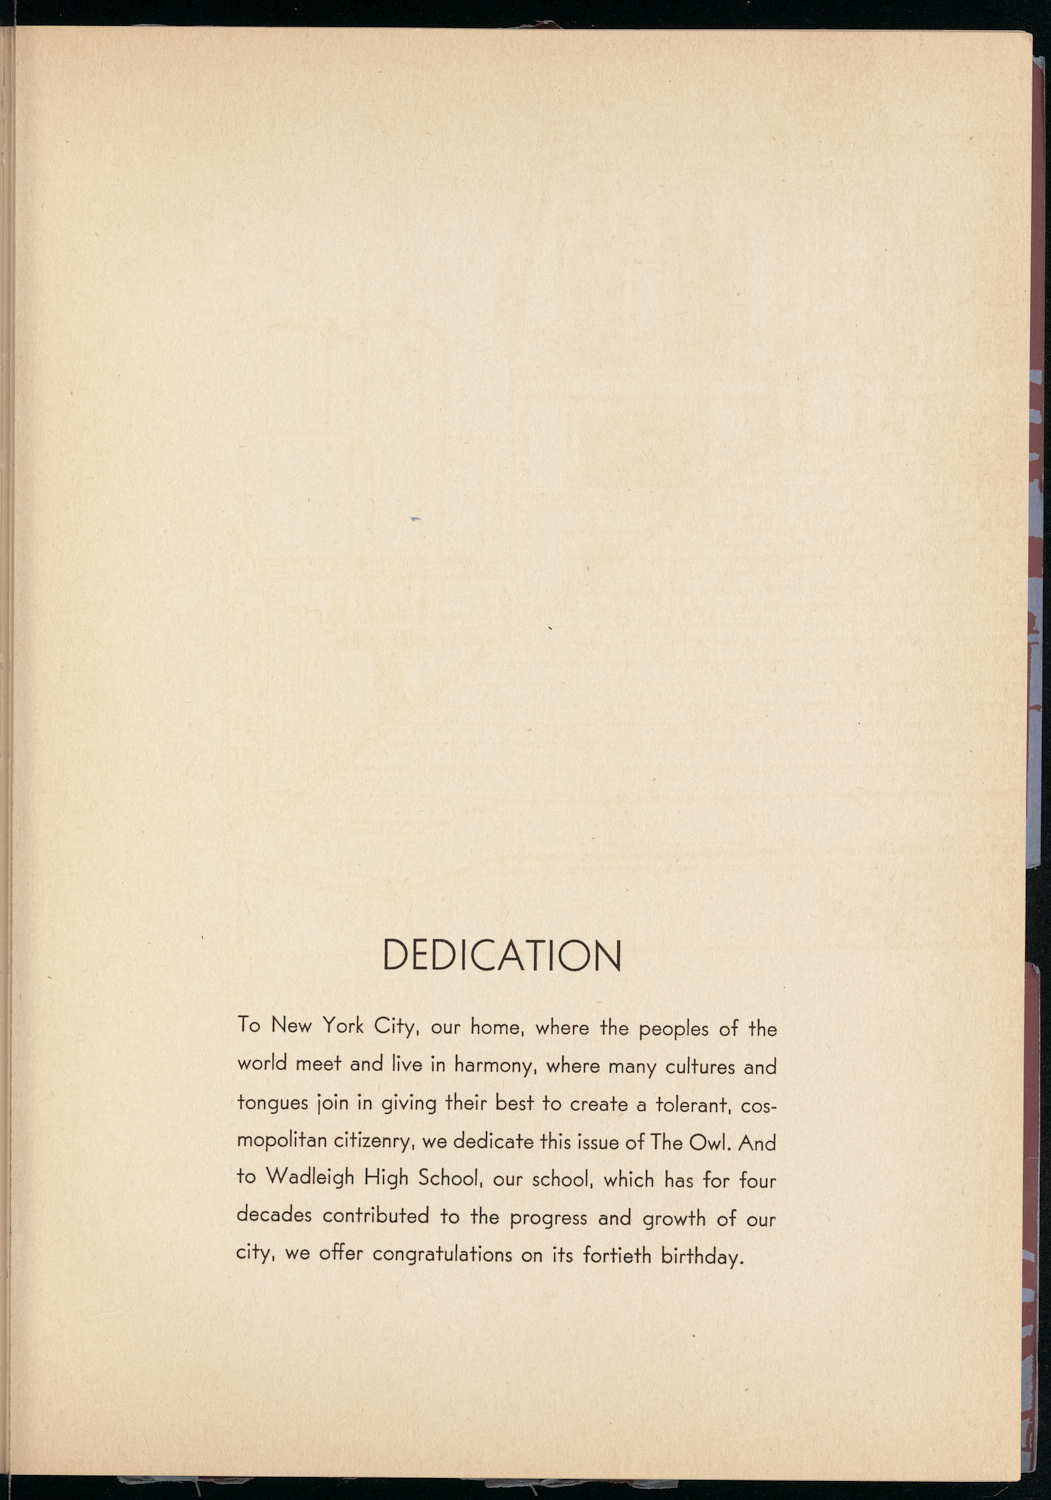 DEDICATION
To New York City, our home, where the peoples of the
world meet and live in harmony, where many cultures and
tongues join in giving their best to create a tolerant, cos-
mopolitan citizenry, we dedicate this issue of The Owl. And
to Wadleigh High School, our school, which has for four
decades contributed to the progress and growth of our
city, we offer congratulations on its fortieth birthday.